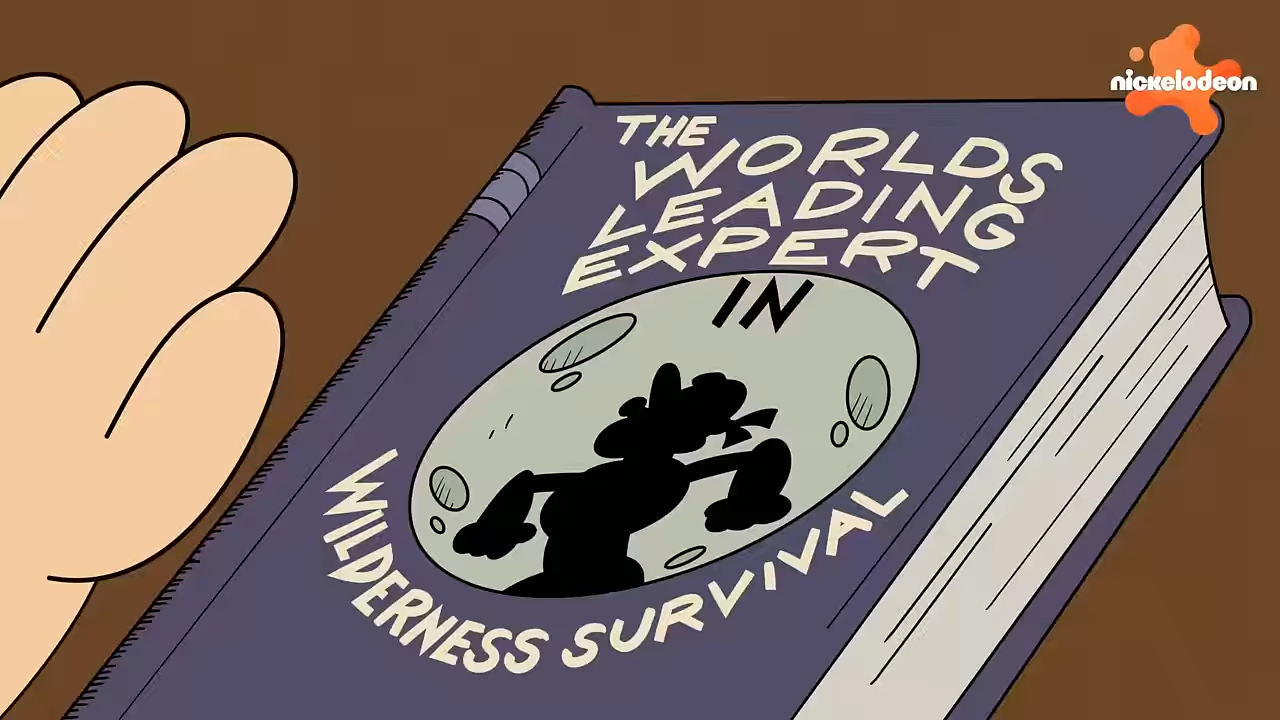 nickelodeon
THE
WORLDS
LEADING
EXPERT
IN
WILDERNESS SURVIVAL